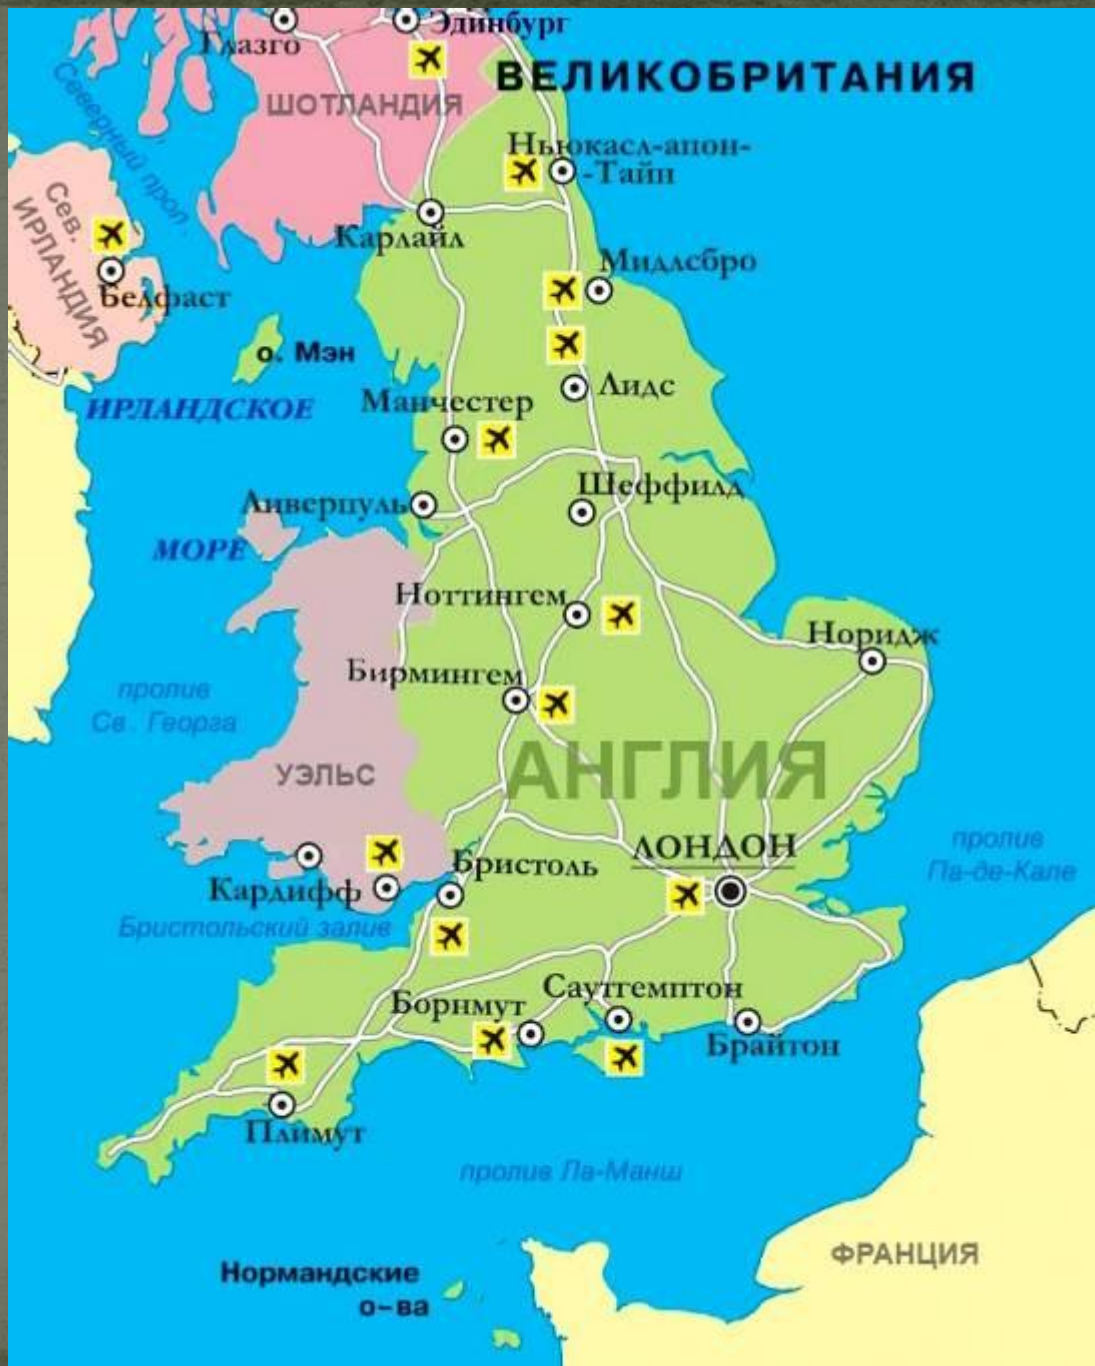 Эдинбург
Глазго
ВЕЛИКОБРИТАНИЯ
ШОТЛАНДИЯ
Северный прол.
Ньюкасл-апон-
-Тайп
Сев.
ИРЛАНДИЯ
Карлайл
Мидлсбро
Белфаст
о. Мэн
Лидс
ИРЛАНДСКОЕ
Манчестер
Шеффилд
Ливерпуль
МОРЕ
Ноттингем
Норидж
Бирмингем
пролив
Св. Георга
АНГЛИЯ
УЭЛЬС
пролив
Па-де-Кале
ЛОНДОН
Бристоль
Кардифф
Бристольский залив
Саутгемптон
Борнмут
Брайтон
Плимут
пролив Ла-Манш
ФРАНЦИЯ
Нормандские
о-ва